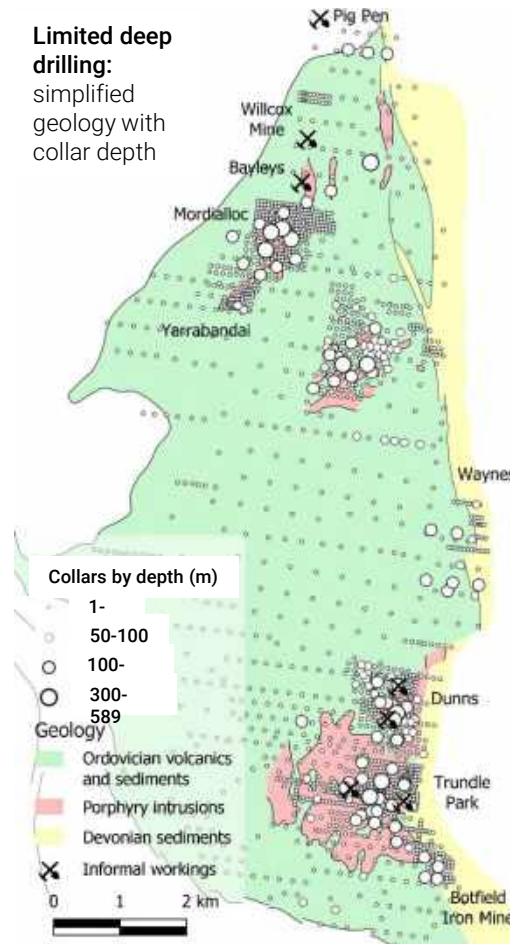 Limited deep
drilling:
simplified
geology with
collar depth
Pig Pen
Willcox
Mine
Bayleys
Mordialloc
Yarrabandai
Waynes
Collars by depth (m)
1-
50-100
100-
300-
589
Dunns
Geology
Ordovician volcanics
and sediments
Trundle
Park
Porphyry intrusions
Devonian sediments
Informal workings
Botfield
Iron Mine
0 1 2 km